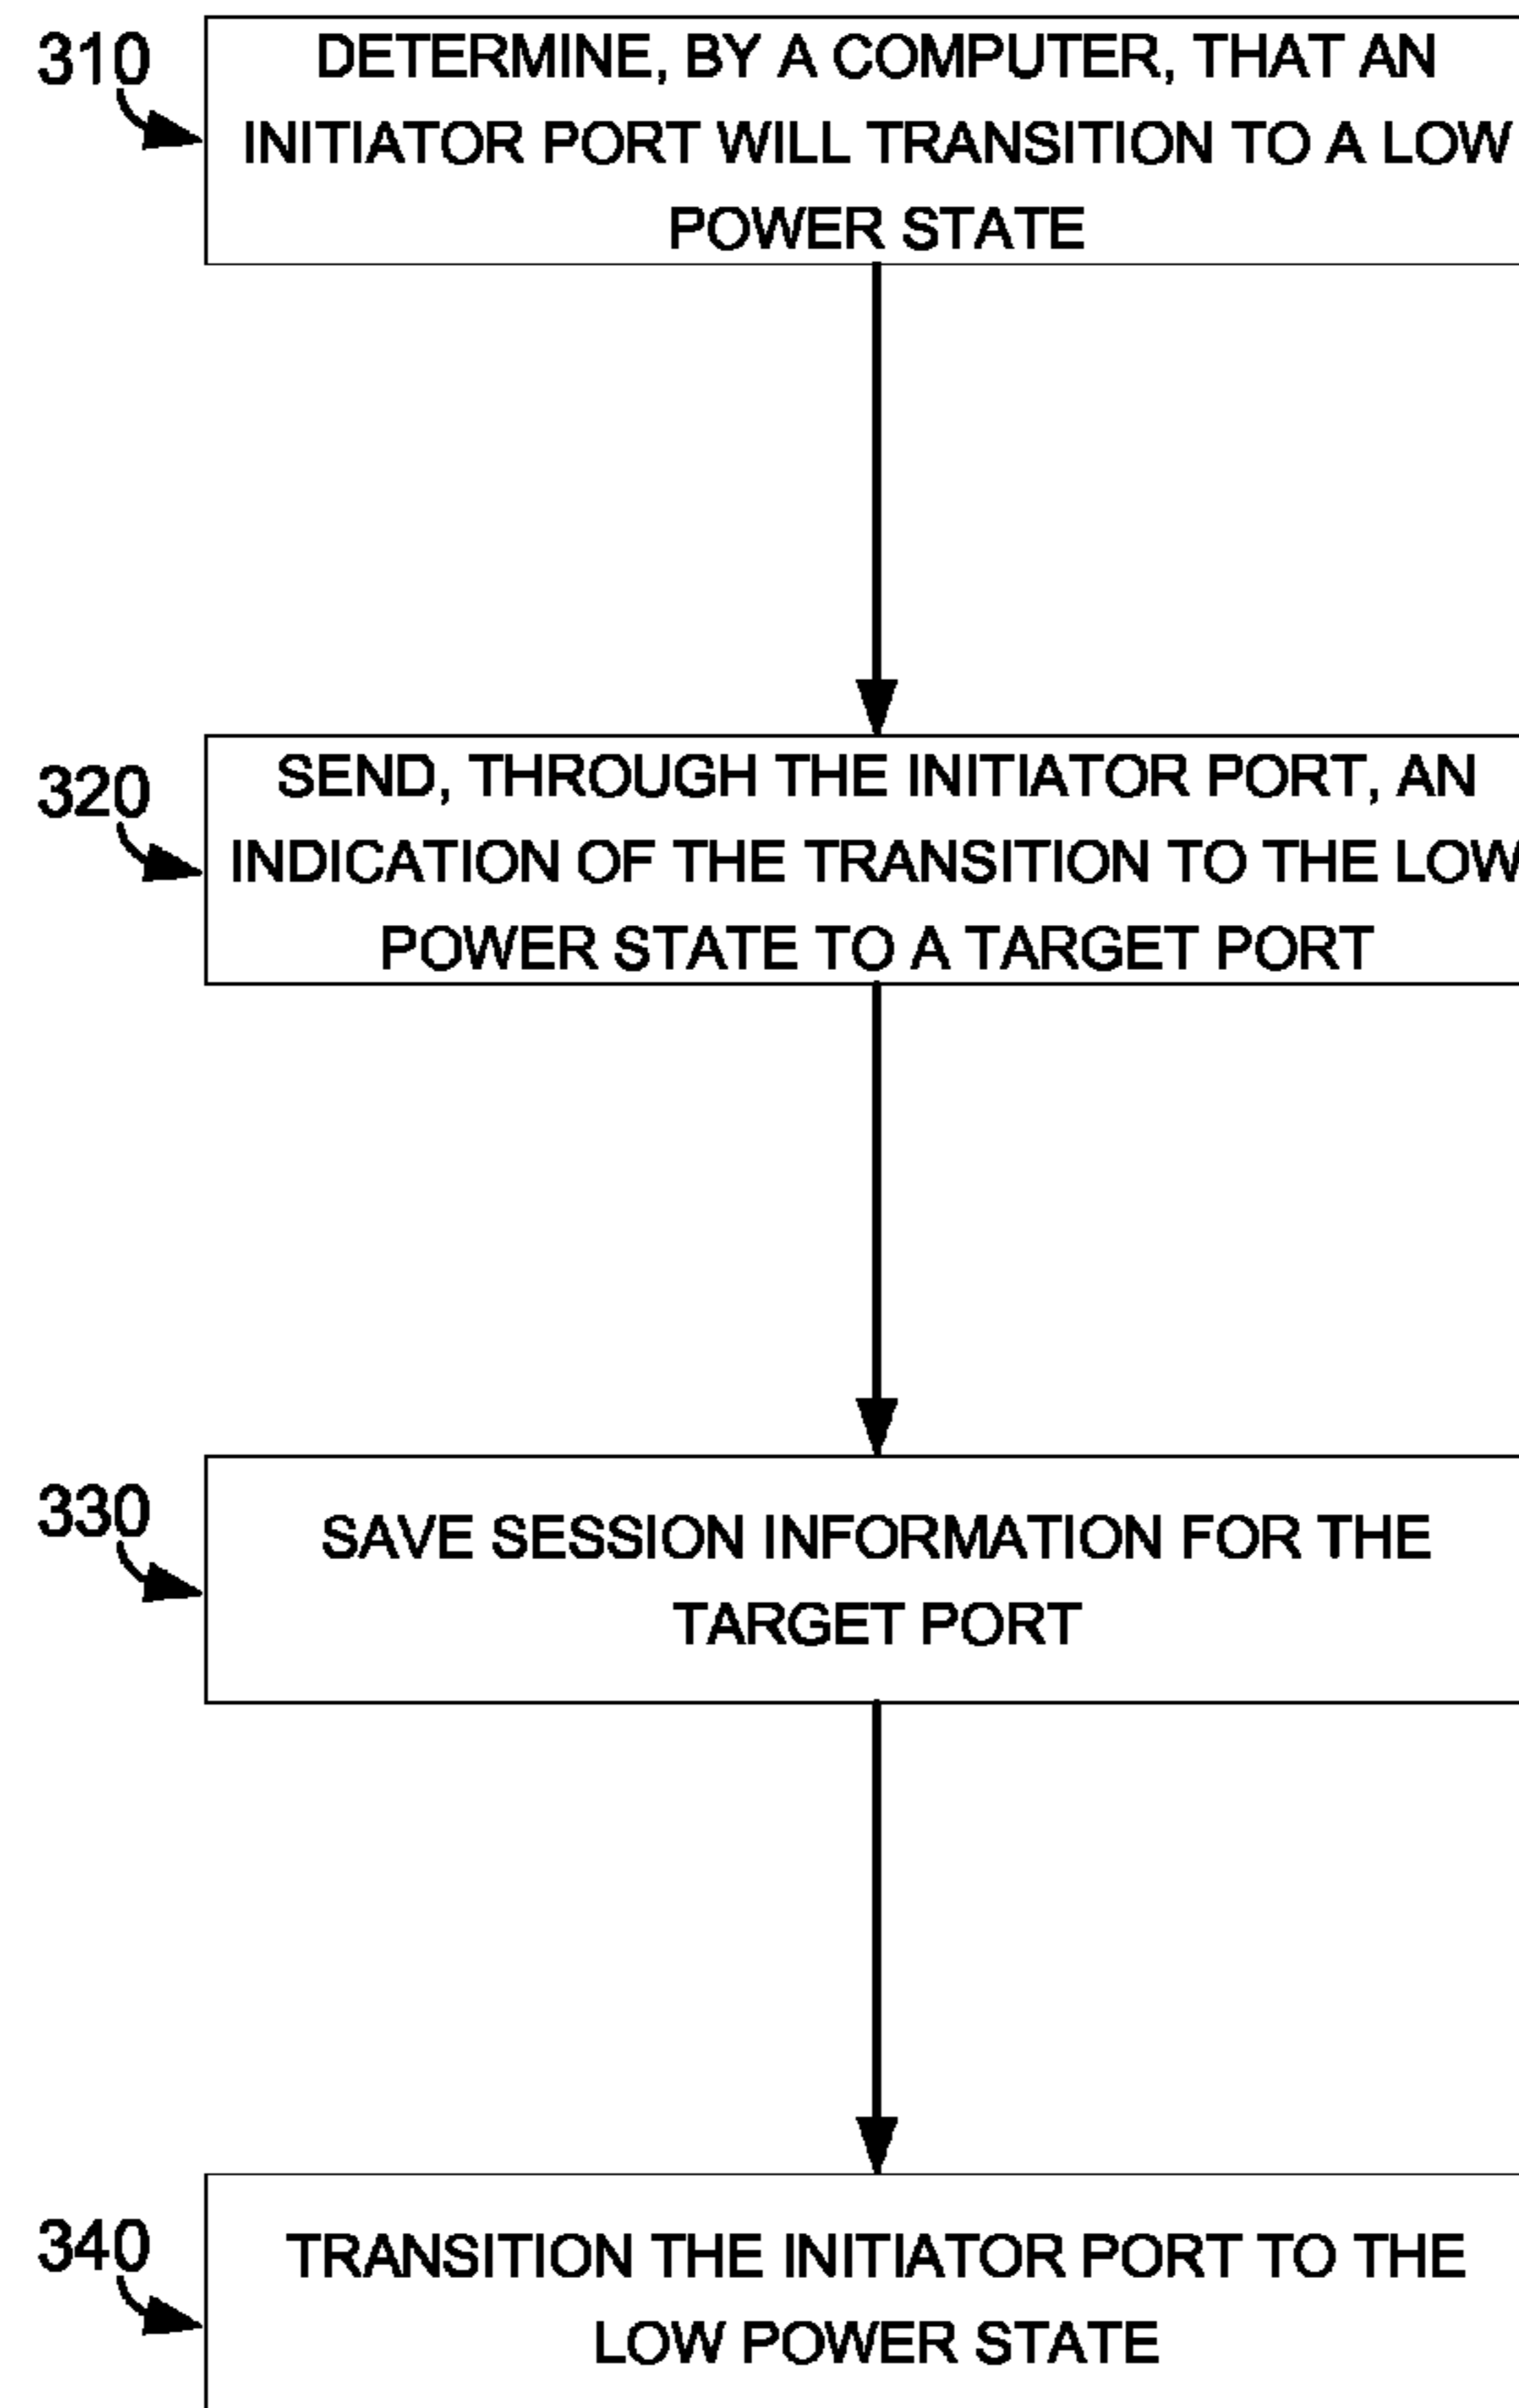 310
DETERMINE, BY A COMPUTER, THAT AN
INITIATOR PORT WILL TRANSITION TO A LOW
POWER STATE
320
SEND, THROUGH THE INITIATOR PORT, AN
INDICATION OF THE TRANSITION TO THE LOW
POWER STATE TO A TARGET PORT
330
SAVE SESSION INFORMATION FOR THE
TARGET PORT
340
TRANSITION THE INITIATOR PORT TO THE
LOW POWER STATE